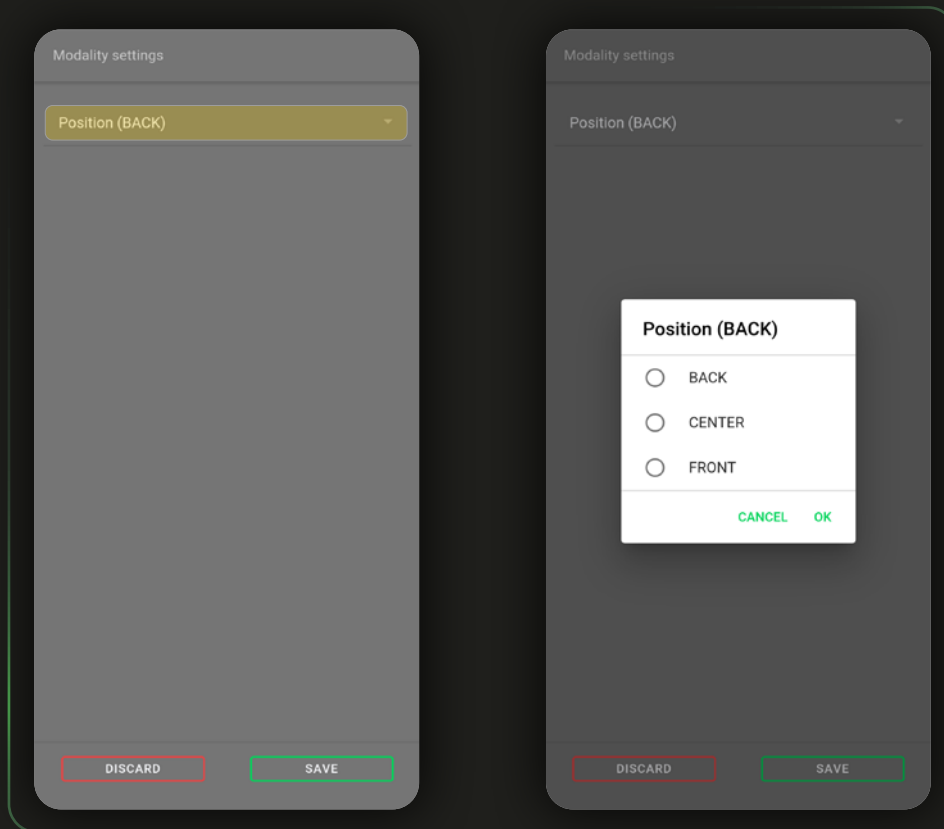 Modality settings
Position (BACK)
DISCARD
SAVE
Modality settings
Position (BACK)
Position (BACK)
BACK
CENTER
FRONT
CANCEL
OK
DISCARD
SAVE